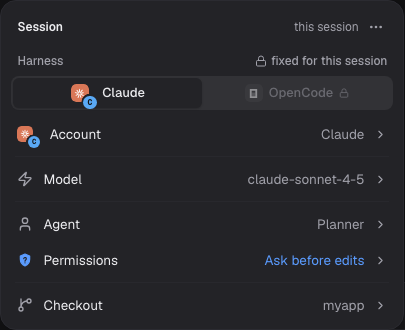 Session this session ...
Harness fixed for this session
C Claude OpenCode
C Account Claude
Model claude-sonnet-4-5
Agent Planner
? Permissions Ask before edits
Checkout myapp